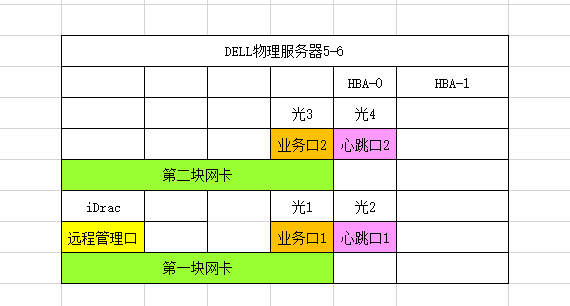 DELL物理服务器5-6
HBA-0 HBA-1
光3 光4
业务口2 心跳口2
第二块网卡
iDrac 光1 光2
远程管理口 业务口1 心跳口1
第一块网卡